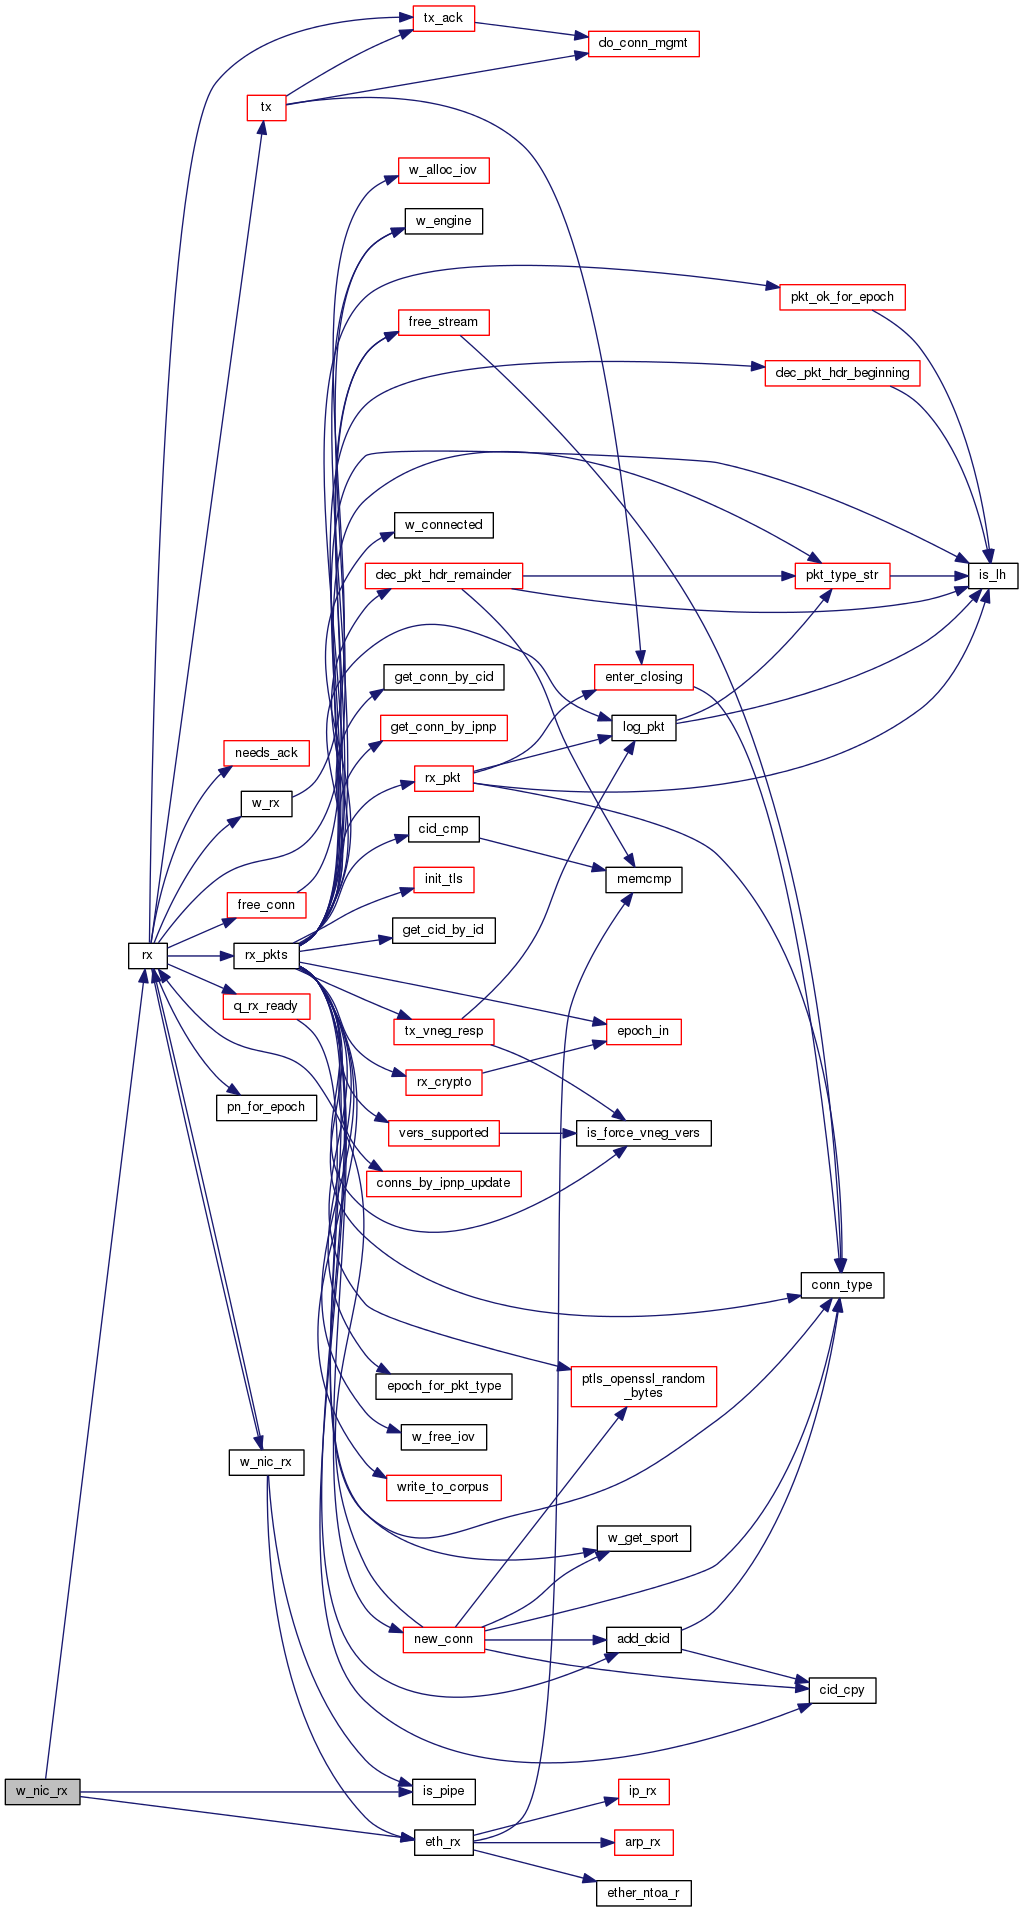 tx_ack
do_conn_mgmt
tx
w_alloc_iov
w_engine
pkt_ok_for_epoch
free_stream
dec_pkt_hdr_beginning
w_connected
dec_pkt_hdr_remainder
pkt_type_str
is_lh
get_conn_by_cid
enter_closing
get_conn_by_ipnp
log_pkt
needs_ack
rx_pkt
w_rx
cid_cmp
init_tls
memcmp
free_conn
get_cid_by_id
rx
rx_pkts
q_rx_ready
tx_vneg_resp
epoch_in
rx_crypto
pn_for_epoch
vers_supported
is_force_vneg_vers
conns_by_ipnp_update
conn_type
epoch_for_pkt_type
ptls_openssl_random
_bytes
w_free_iov
w_nic_rx
write_to_corpus
w_get_sport
new_conn
add_dcid
cid_cpy
w_nic_rx
is_pipe
ip_rx
eth_rx
arp_rx
ether_ntoa_r